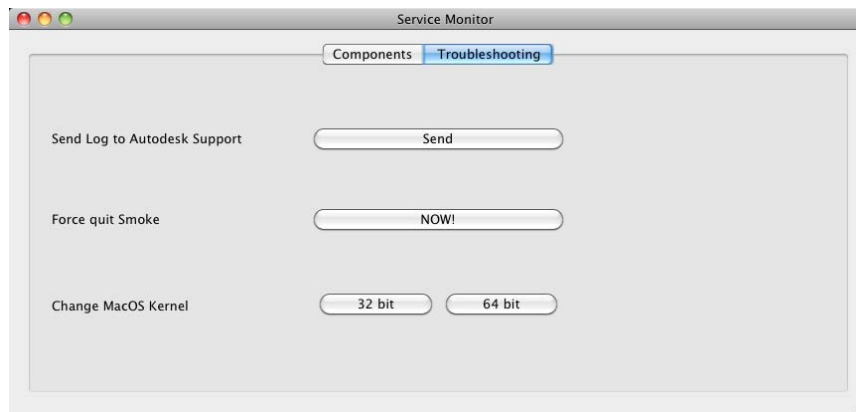 Service Monitor
Components Troubleshooting
Send Log to Autodesk Support Send
Force quit Smoke NOW!
Change MacOS Kernel 32 bit 64 bit